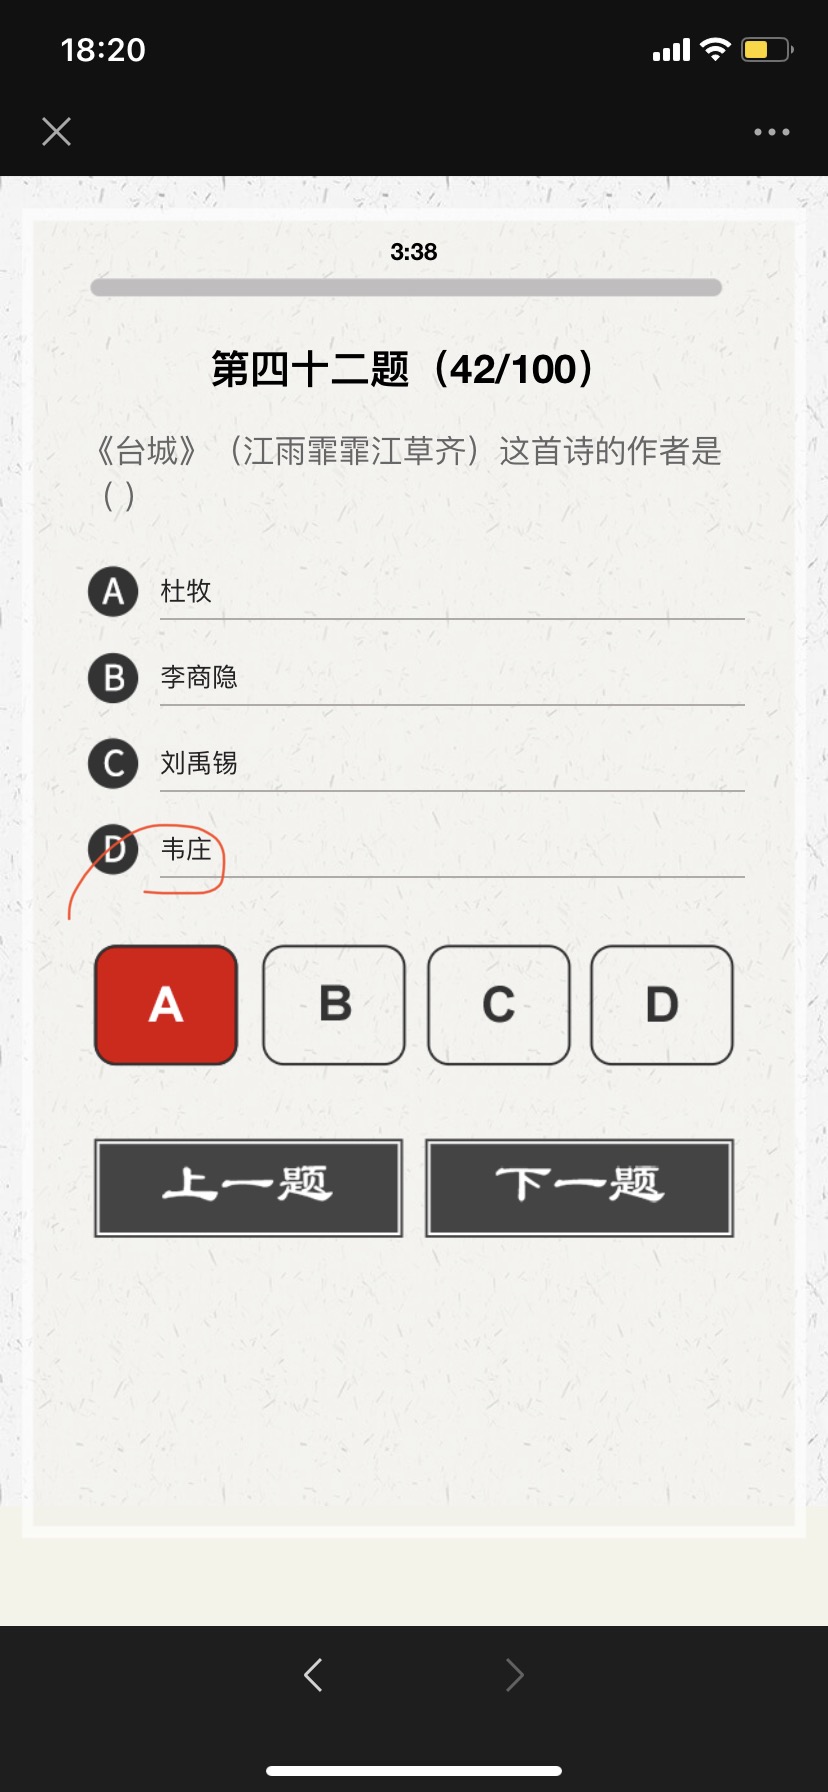 18:20
3:38
第四十二题（42/100）
《台城》（江雨霏霏江草齐）这首诗的作者是
( )
A 杜牧
B 李商隐
C 刘禹锡
D 韦庄
A B C D
上一题 下一题